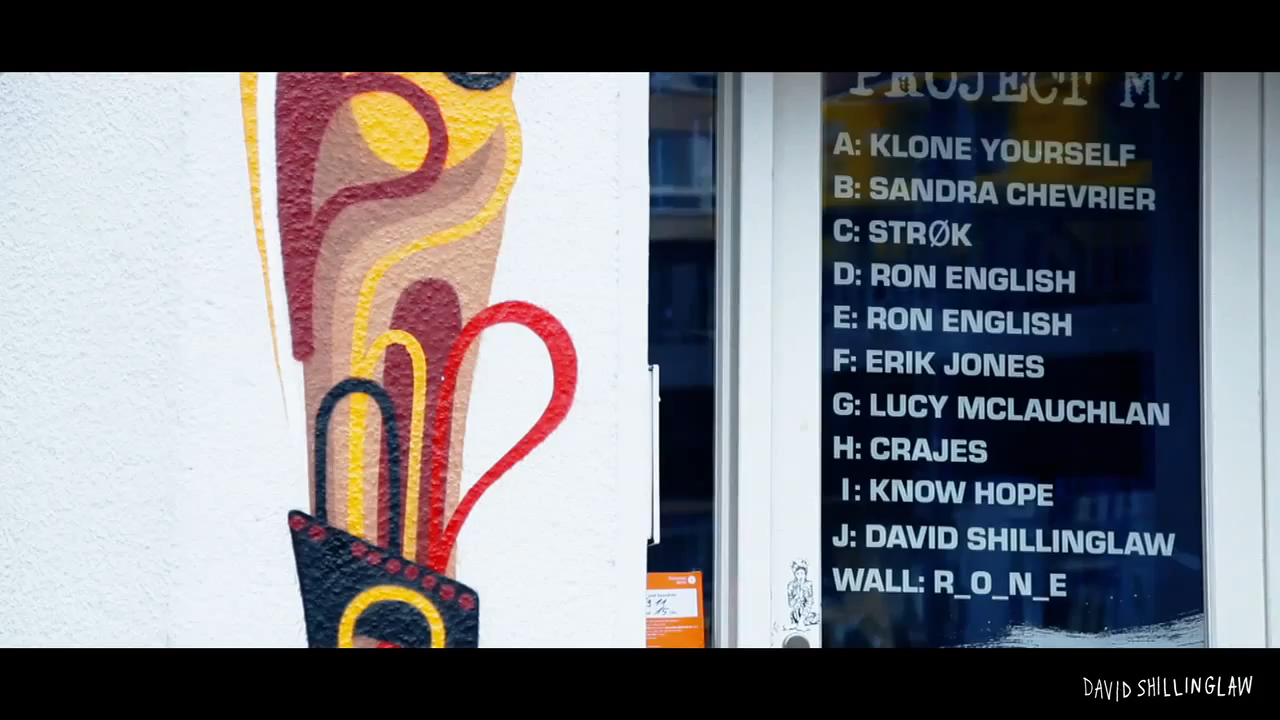 PROJECT "M"
A: KLONE YOURSELF
B: SANDRA CHEVRIER
C: STRØK
D: RON ENGLISH
E: RON ENGLISH
F: ERIK JONES
G: LUCY MCLAUCHLAN
H: CRAJES
I: KNOW HOPE
J: DAVID SHILLINGLAW
WALL: R_O_N_E
DAVID SHILLINGLAW